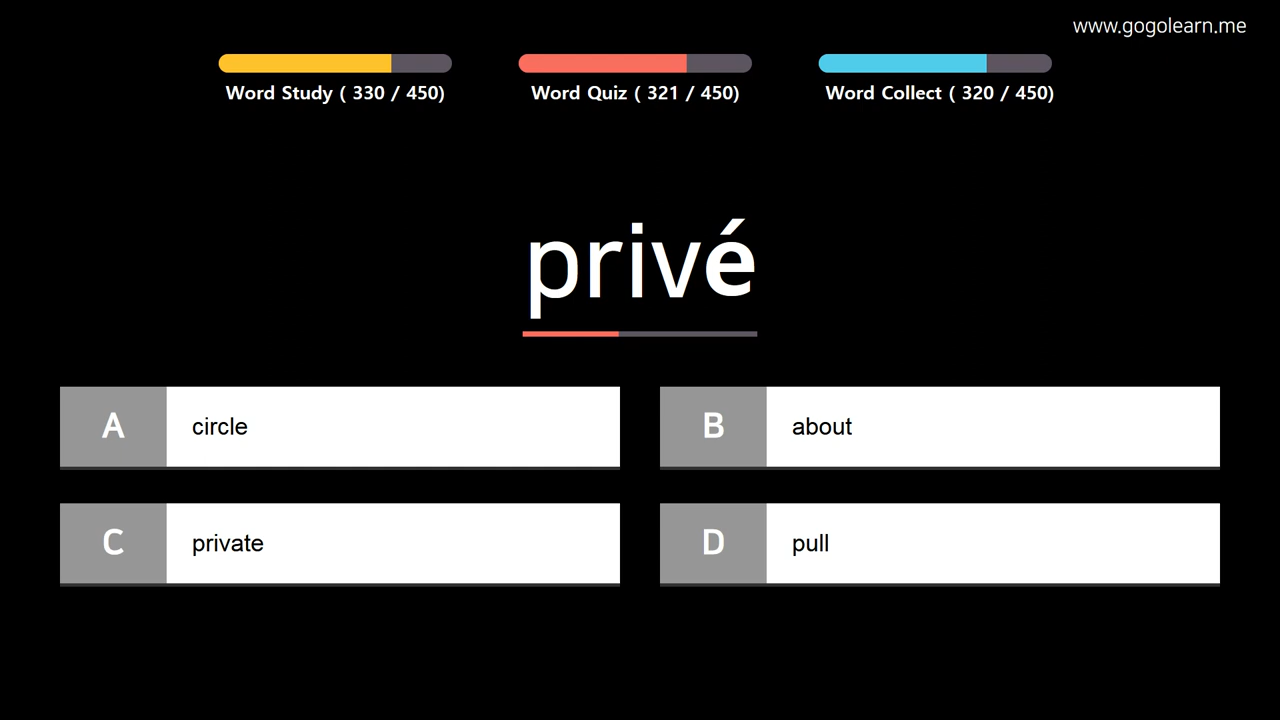 www.gogolearn.me
Word Study ( 330 / 450)
Word Quiz ( 321 / 450)
Word Collect ( 320 / 450)
privé
A circle
B about
C private
D pull